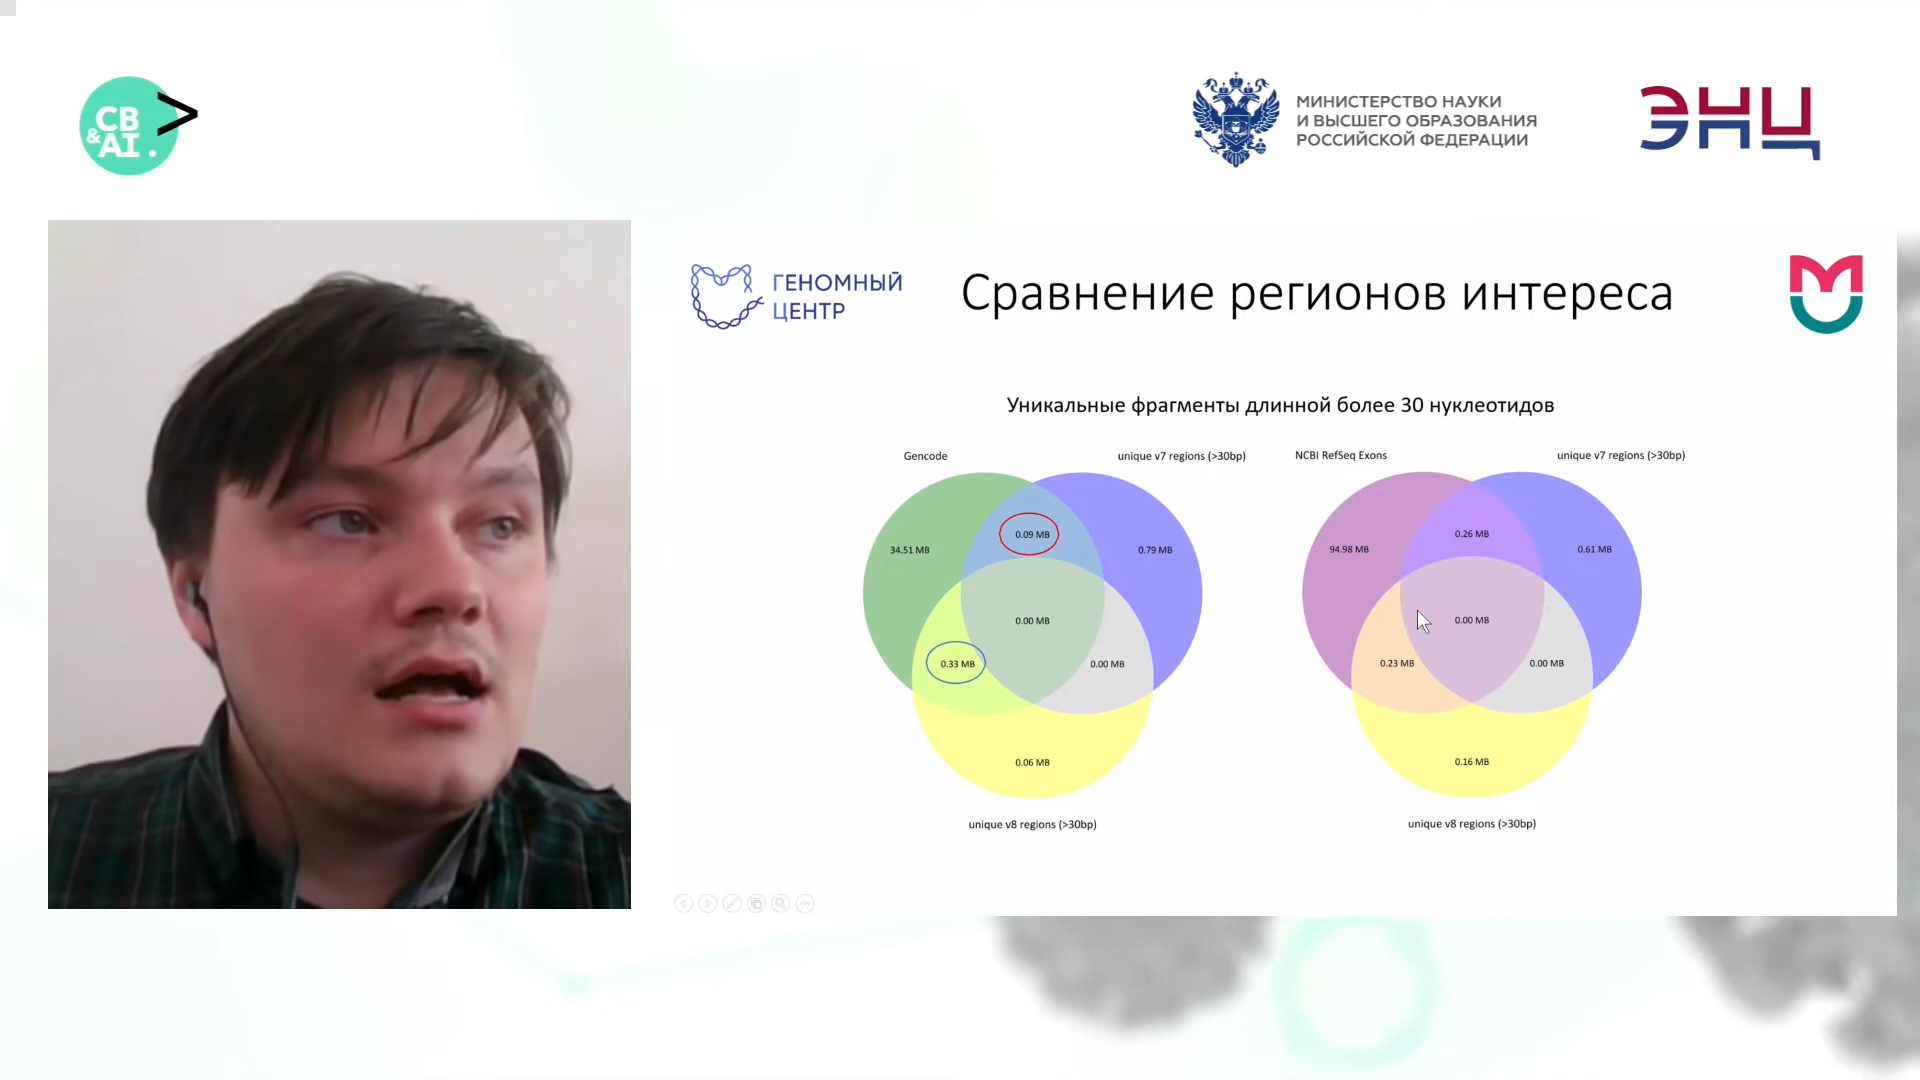 CB
&AI .
>
МИНИСТЕРСТВО НАУКИ
И ВЫСШЕГО ОБРАЗОВАНИЯ
РОССИЙСКОЙ ФЕДЕРАЦИИ
ЭНЦ
ГЕНОМНЫЙ
ЦЕНТР
Сравнение регионов интереса
Уникальные фрагменты длинной более 30 нуклеотидов
Gencode
unique v7 regions (>30bp)
0.09 MB
34.51 MB
0.79 MB
0.00 MB
0.33 MB
0.00 MB
0.06 MB
unique v8 regions (>30bp)
NCBI RefSeq Exons
unique v7 regions (>30bp)
0.26 MB
94.98 MB
0.61 MB
0.00 MB
0.23 MB
0.00 MB
0.16 MB
unique v8 regions (>30bp)